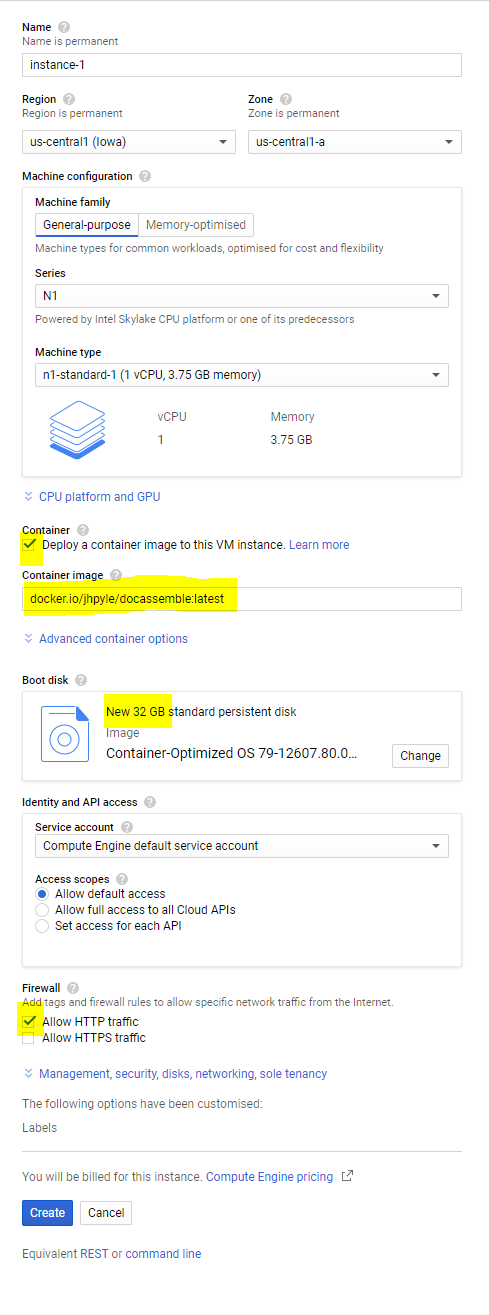 Name
Name is permanent
instance-1
Region Zone
Region is permanent Zone is permanent
us-central1 (Iowa) us-central1-a
Machine configuration
Machine family
General-purpose Memory-optimised
Machine types for common workloads, optimised for cost and flexibility
Series
N1
Powered by Intel Skylake CPU platform or one of its predecessors
Machine type
n1-standard-1 (1 vCPU, 3.75 GB memory)
vCPU Memory
1 3.75 GB
CPU platform and GPU
Container
Deploy a container image to this VM instance. Learn more
Container image
docker.io/jhpyle/docassemble:latest
Advanced container options
Boot disk
New 32 GB standard persistent disk
Image
Container-Optimized OS 79-12607.80.0...
Change
Identity and API access
Service account
Compute Engine default service account
Access scopes
Allow default access
Allow full access to all Cloud APIs
Set access for each API
Firewall
Add tags and firewall rules to allow specific network traffic from the Internet.
Allow HTTP traffic
Allow HTTPS traffic
Management, security, disks, networking, sole tenancy
The following options have been customised:
Labels
You will be billed for this instance. Compute Engine pricing
Create Cancel
Equivalent REST or command line